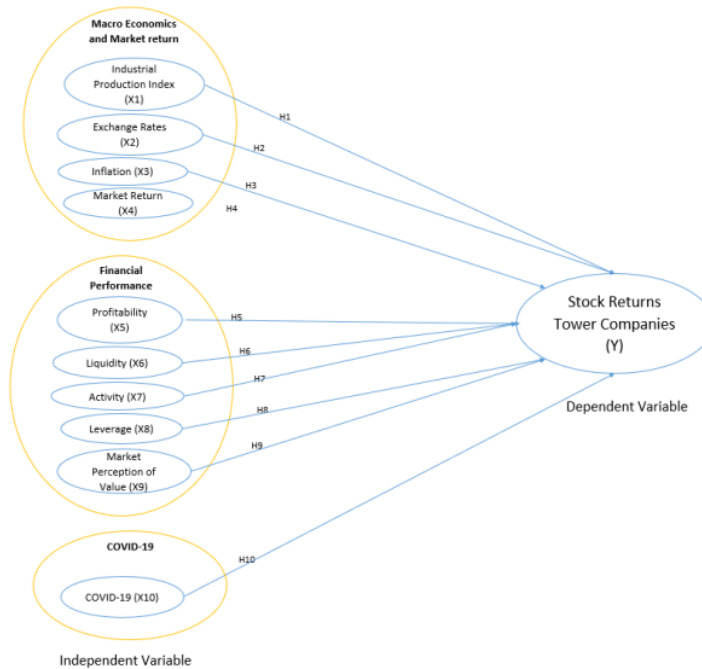 Macro Economics
and Market return
Industrial
Production Index
(X1)
H1
Exchange Rates
(X2)
H2
Inflation (X3)
H3
Market Return
(X4)
H4
Financial
Performance
Profitability
(X5)
H5
Liquidity (X6)
H6
Activity (X7)
H7
Leverage (X8)
H8
Market
Perception of
Value (X9)
H9
Stock Returns
Tower Companies
(Y)
Dependent Variable
COVID-19
H10
COVID-19 (X10)
Independent Variable